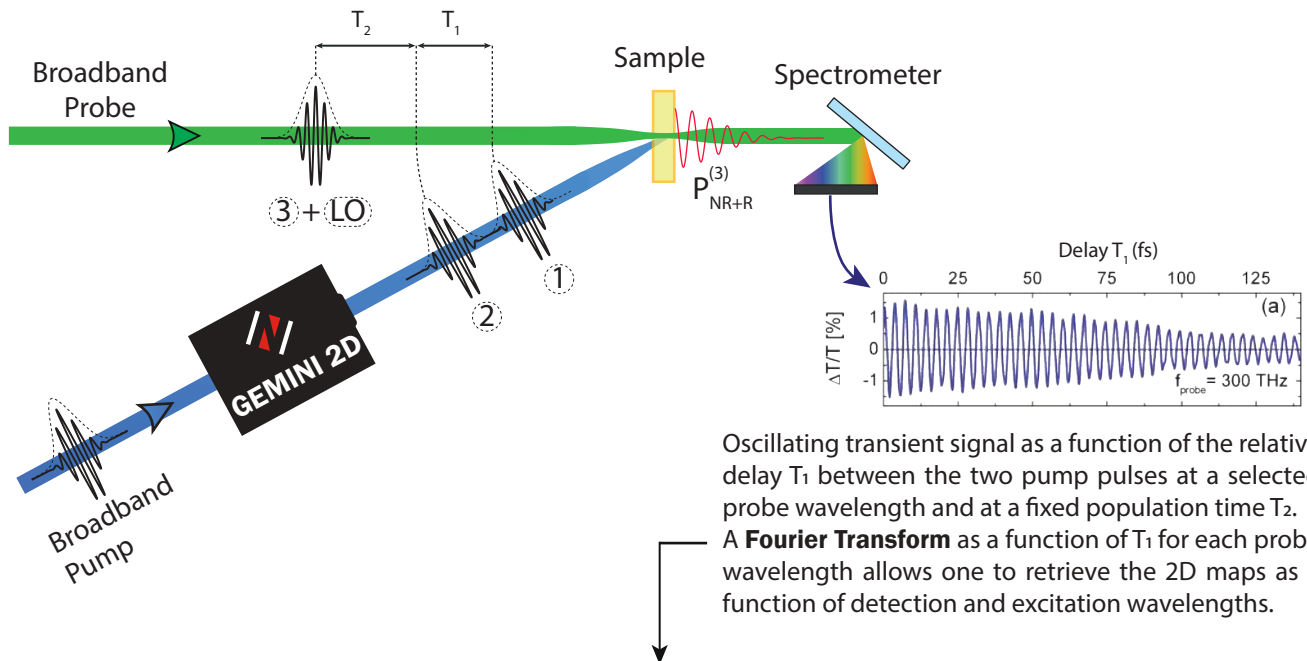 T2
T1
Broadband
Probe
Sample
Spectrometer
3 + LO
P(3)NR+R
1
2
GEMINI 2D
Broadband
Pump
Delay T1 (fs)
0 25 50 75 100 125
(a)
ΔT/T [%]
1
0
-1
fprobe = 300 THz
Oscillating transient signal as a function of the relativ
delay T1 between the two pump pulses at a selecte
probe wavelength and at a fixed population time T2.
A Fourier Transform as a function of T1 for each prob
wavelength allows one to retrieve the 2D maps as
function of detection and excitation wavelengths.